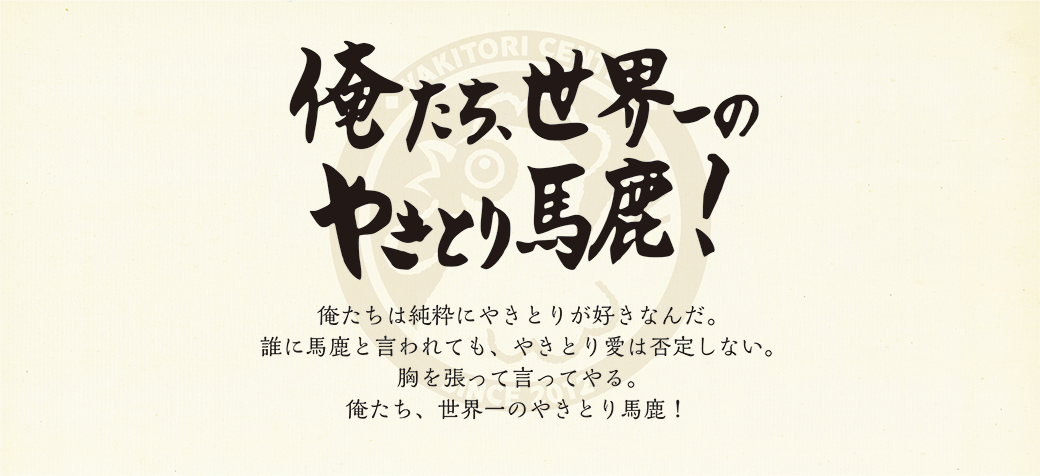 YAKITORI CEN
俺たち、世界一の
やきとり馬鹿!
俺たちは純粋にやきとりが好きなんだ。
誰に馬鹿と言われても、やきとり愛は否定しない。
胸を張って言ってやる。
俺たち、世界一のやきとり馬鹿!